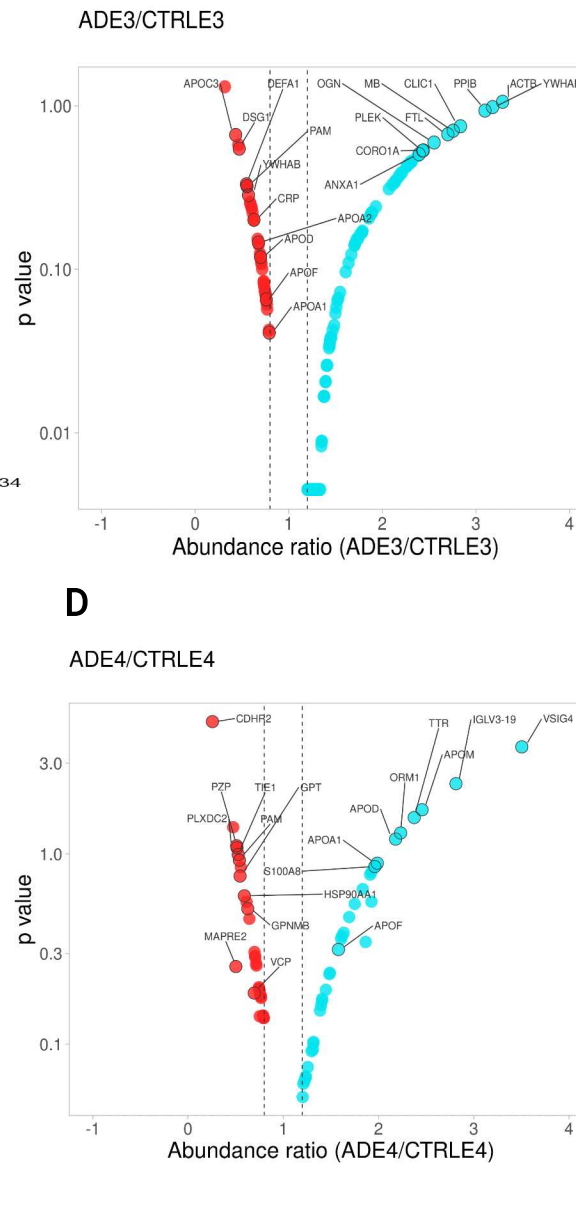 ADE3/CTRLE3
APOC3
DEFA1
OGN
MB
CLIC1
PPIB
ACTB
YWHAE
1.00
DSG1
PLEK
FTL
PAM
CORO1A
YWHAB
ANXA1
CRP
APOA2
APOD
0.10
APOF
APOA1
p value
0.01
34
-1 0 1 2 3 4
Abundance ratio (ADE3/CTRLE3)
D
ADE4/CTRLE4
CDHR2
TTR
IGLV3-19
VSIG4
APOM
3.0
ORM1
PZP
TIE1
GPT
APOD
PLXDC2
PAM
APOA1
1.0
S100A8
HSP90AA1
GPNMB
APOF
MAPRE2
VCP
0.3
0.1
p value
-1 0 1 2 3 4
Abundance ratio (ADE4/CTRLE4)